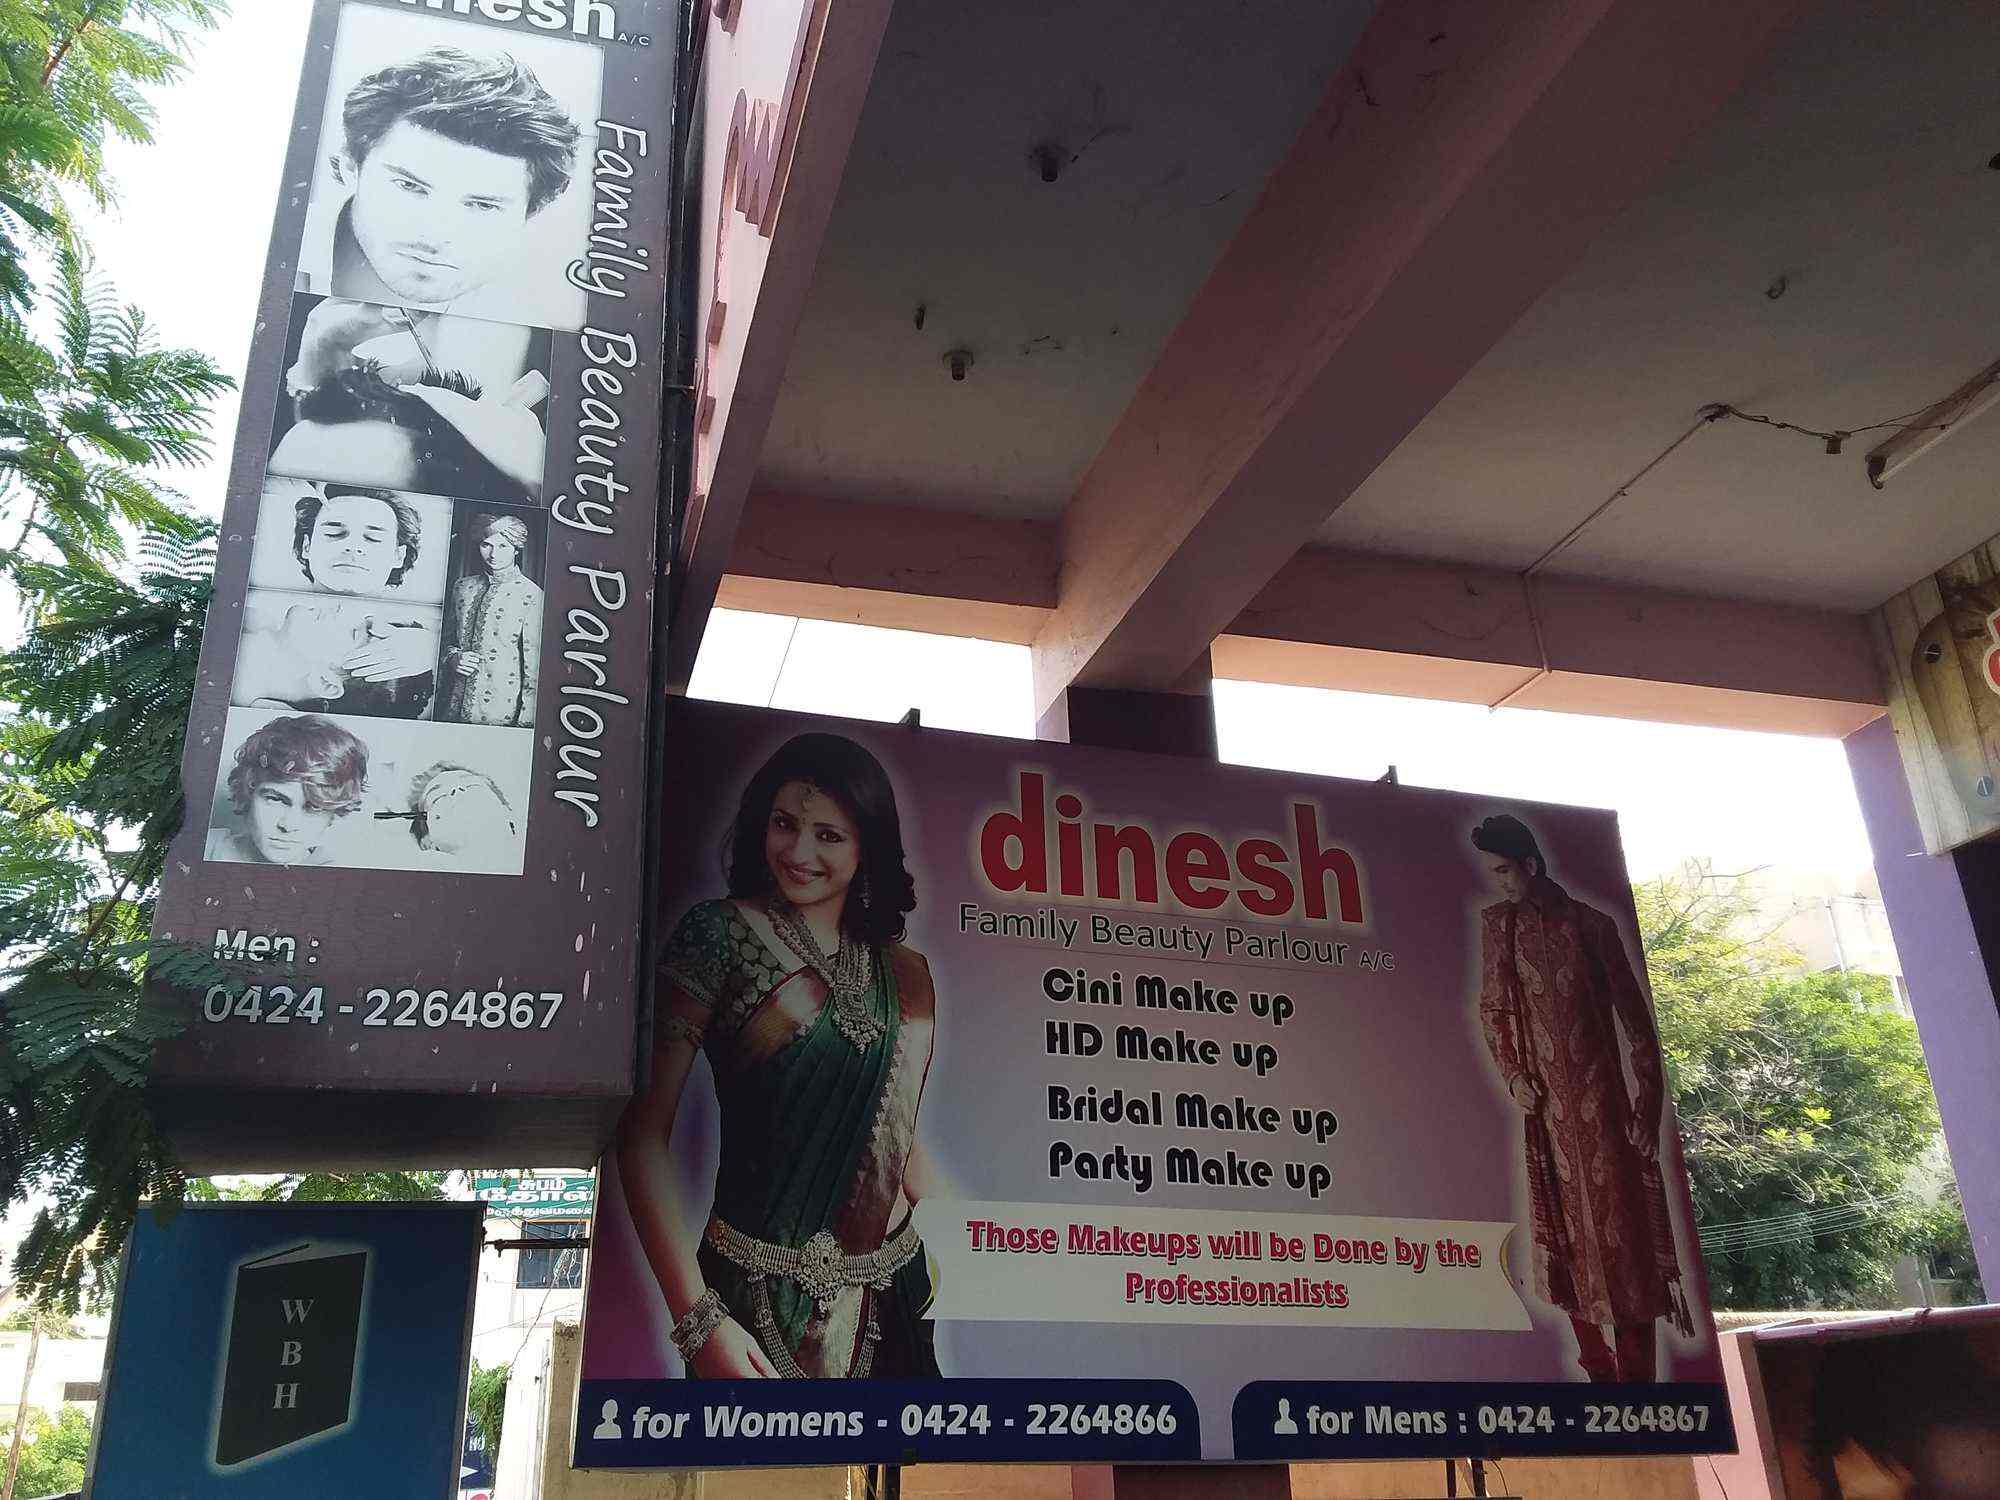 dinesh A/C
Family Beauty Parlour
Men :
0424 - 2264867
dinesh
Family Beauty Parlour A/C
Cini Make up
HD Make up
Bridal Make up
Party Make up
Those Makeups will be Done by the
Professionalists
for Womens - 0424 - 2264866
for Mens : 0424 - 2264867
W
B
H
சுபம்